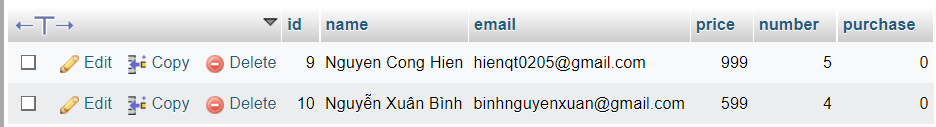 id name email price number purchase
Edit Copy Delete 9 Nguyen Cong Hien hienqt0205@gmail.com 999 5 0
Edit Copy Delete 10 Nguyễn Xuân Bình binhnguyenxuan@gmail.com 599 4 0